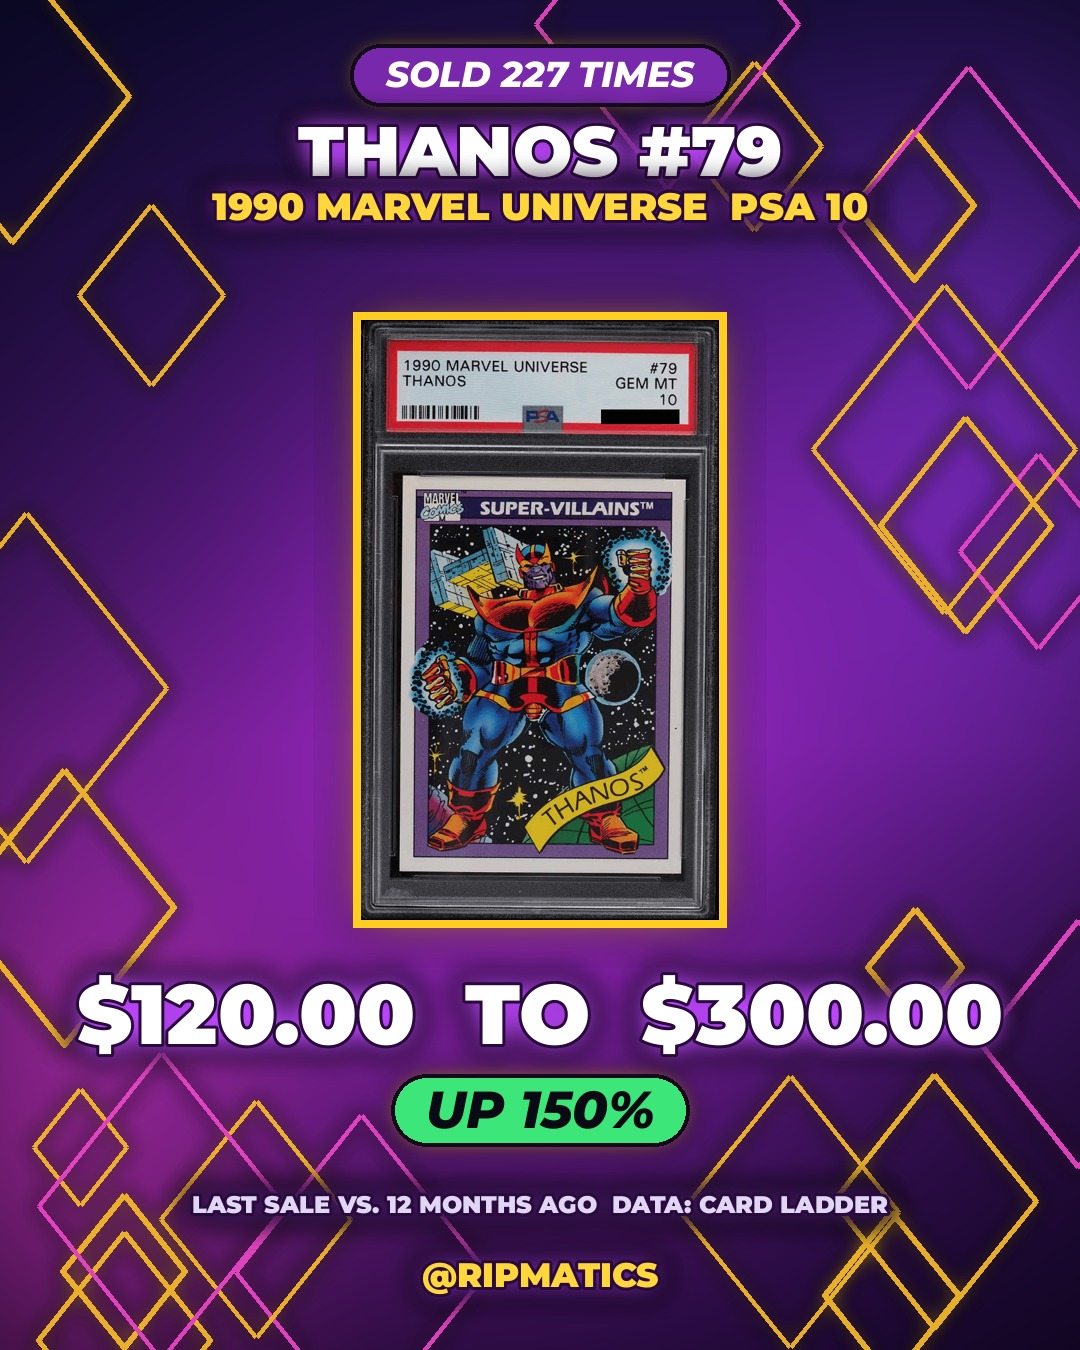 SOLD 227 TIMES
THANOS #79
1990 MARVEL UNIVERSE PSA 10
1990 MARVEL UNIVERSE #79
THANOS GEM MT
10
PSA
MARVEL COMICS
SUPER-VILLAINS™
THANOS™
$120.00 TO $300.00
UP 150%
LAST SALE VS. 12 MONTHS AGO DATA: CARD LADDER
@RIPMATICS